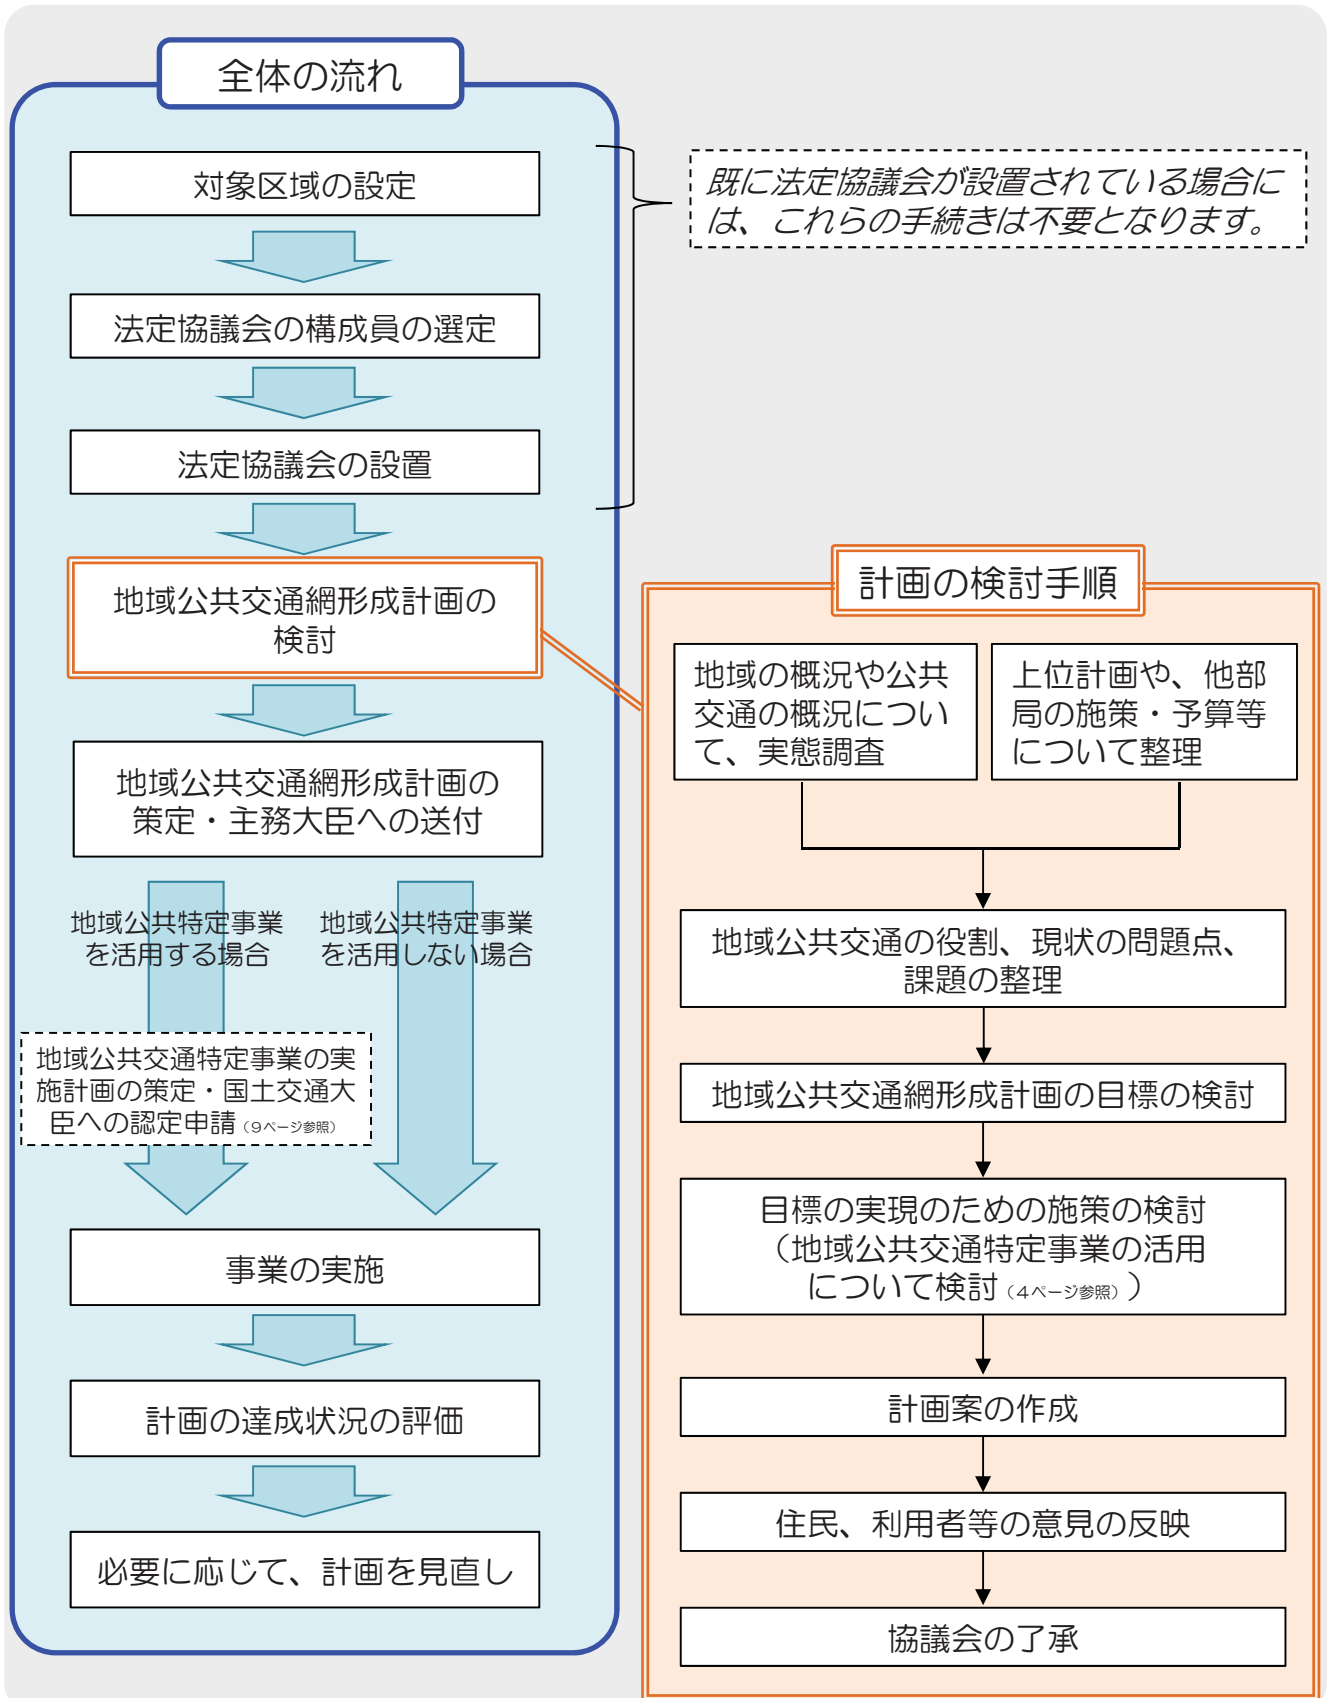 全体の流れ
対象区域の設定
既に法定協議会が設置されている場合に
は、これらの手続きは不要となります。
法定協議会の構成員の選定
法定協議会の設置
地域公共交通網形成計画の
検討
地域公共交通網形成計画の
策定・主務大臣への送付
地域公共特定事業
を活用する場合
地域公共特定事業
を活用しない場合
地域公共交通特定事業の実
施計画の策定・国土交通大
臣への認定申請（9ページ参照）
事業の実施
計画の達成状況の評価
必要に応じて、計画を見直し
計画の検討手順
地域の概況や公共
交通の概況につい
て、実態調査
上位計画や、他部
局の施策・予算等
について整理
地域公共交通の役割、現状の問題点、
課題の整理
地域公共交通網形成計画の目標の検討
目標の実現のための施策の検討
（地域公共交通特定事業の活用
について検討（4ページ参照））
計画案の作成
住民、利用者等の意見の反映
協議会の了承